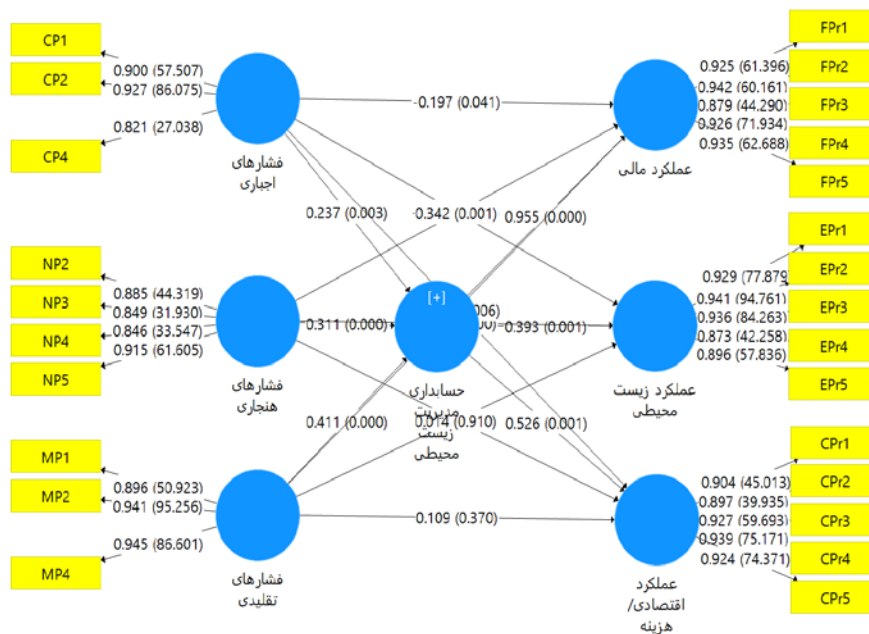 CP1
CP2
CP4
0.900 (57.507)
0.927 (86.075)
0.821 (27.038)
فشارهای
اجباری
NP2
NP3
NP4
NP5
0.885 (44.319)
0.849 (31.930)
0.846 (33.547)
0.915 (61.605)
فشارهای
هنجاری
MP1
MP2
MP4
0.896 (50.923)
0.941 (95.256)
0.945 (86.601)
فشارهای
تقلیدی
-0.197 (0.041)
0.237 (0.003)
-0.342 (0.001)
0.955 (0.000)
[+]
0.311 (0.000)
0.393 (0.001)
حسابداری
مدیریت
زیست
محیطی
0.411 (0.000)
0.014 (0.910)
0.526 (0.001)
0.109 (0.370)
FPr1
FPr2
FPr3
FPr4
FPr5
0.925 (61.396)
0.942 (60.161)
0.879 (44.290)
0.926 (71.934)
0.935 (62.688)
عملکرد مالی
EPr1
EPr2
EPr3
EPr4
EPr5
0.929 (77.879)
0.941 (94.761)
0.936 (84.263)
0.873 (42.258)
0.896 (57.836)
عملکرد زیست
محیطی
CPr1
CPr2
CPr3
CPr4
CPr5
0.904 (45.013)
0.897 (39.935)
0.927 (59.693)
0.939 (75.171)
0.924 (74.371)
عملکرد
اقتصادی/
هزینه